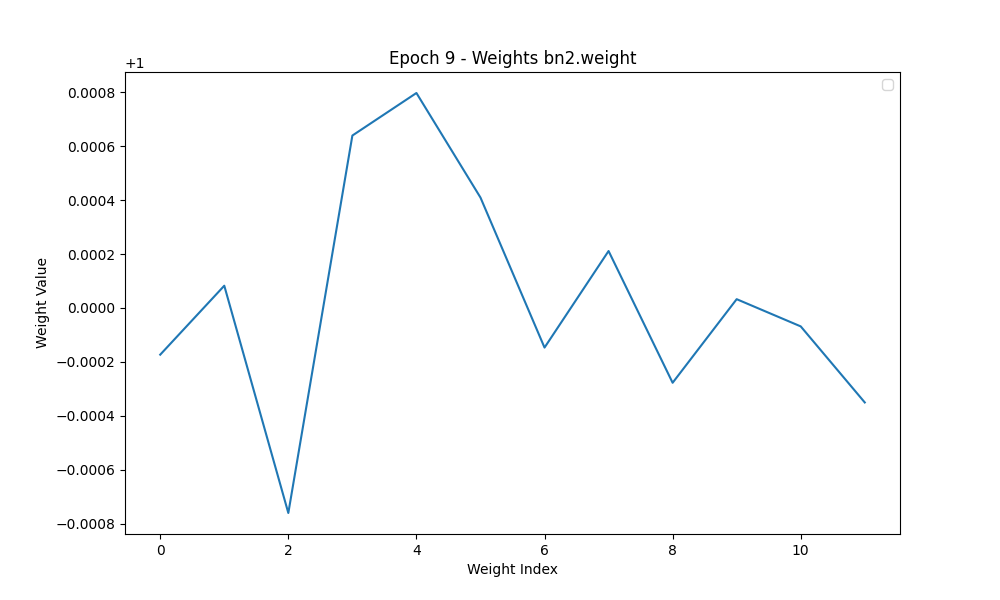 Epoch 9 - Weights bn2.weight
+1
0.0008
0.0006
0.0004
0.0002
0.0000
−0.0002
−0.0004
−0.0006
−0.0008
Weight Value
0 2 4 6 8 10
Weight Index